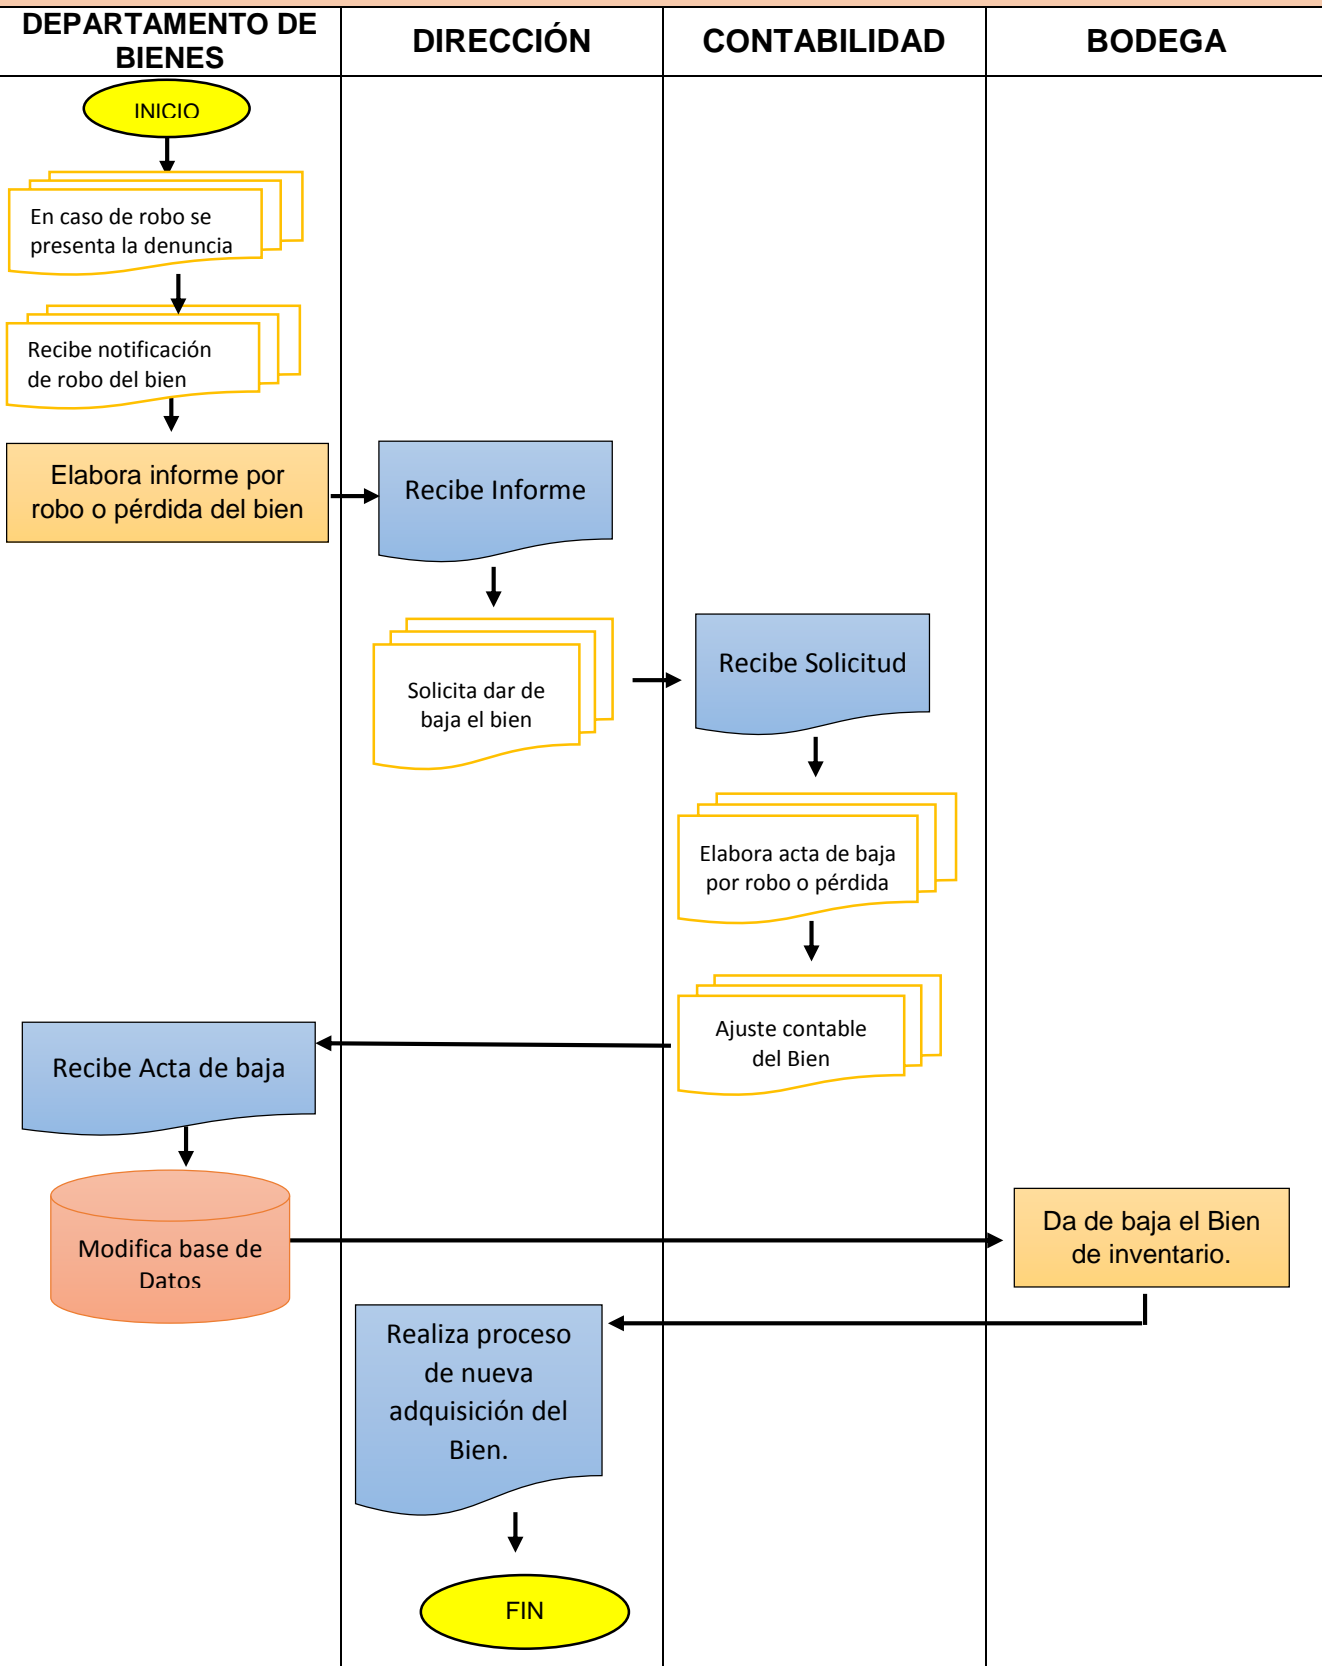 DEPARTAMENTO DE
BIENES
DIRECCIÓN
CONTABILIDAD
BODEGA
INICIO
En caso de robo se
presenta la denuncia
Recibe notificación
de robo del bien
Elabora informe por
robo o pérdida del bien
Recibe Informe
Solicita dar de
baja el bien
Recibe Solicitud
Elabora acta de baja
por robo o pérdida
Ajuste contable
del Bien
Recibe Acta de baja
Modifica base de
Datos
Da de baja el Bien
de inventario.
Realiza proceso
de nueva
adquisición del
Bien.
FIN